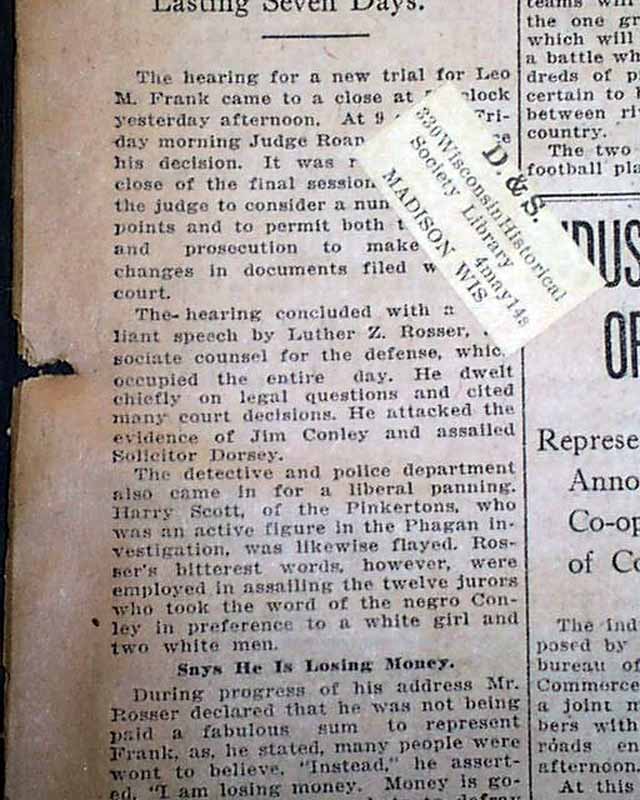 Lasting Seven Days.
The hearing for a new trial for Leo
M. Frank came to a close at clock
yesterday afternoon. At 9 Fri-
day morning Judge Roan
his decision. It was
close of the final session
the judge to consider a num
points and to permit both
and prosecution to make
changes in documents filed
court.
The- hearing concluded with a
liant speech by Luther Z. Rosser,
sociate counsel for the defense, which
occupied the entire day. He dwelt
chiefly on legal questions and cited
many court decisions. He attacked the
evidence of Jim Conley and assailed
Solicitor Dorsey.
The detective and police department
also came in for a liberal panning.
Harry Scott, of the Pinkertons, who
was an active figure in the Phagan in-
vestigation, was likewise flayed. Ros-
ser's bitterest words, however, were
employed in assailing the twelve jurors
who took the word of the negro Con-
ley in preference to a white girl and
two white men.
Says He Is Losing Money.
During progress of his address Mr.
Rosser declared that he was not being
paid a fabulous sum to represent
Frank, as, he stated, many people were
wont to believe. "Instead," he assert-
ed, "I am losing money. Money is go-
D. & S.
330WisconsinHistorical
Society Library 4may14s
MADISON WIS
teams will
the one gr
which will
a battle wh
dreds of p
certain to b
between riv
country.
The two
football pla
DUS
OF
Represe
Anno
Co-op
of Co
The ind
posed by
bureau of
Commerce
a joint m
bers with
roads en
afternoon.
At this